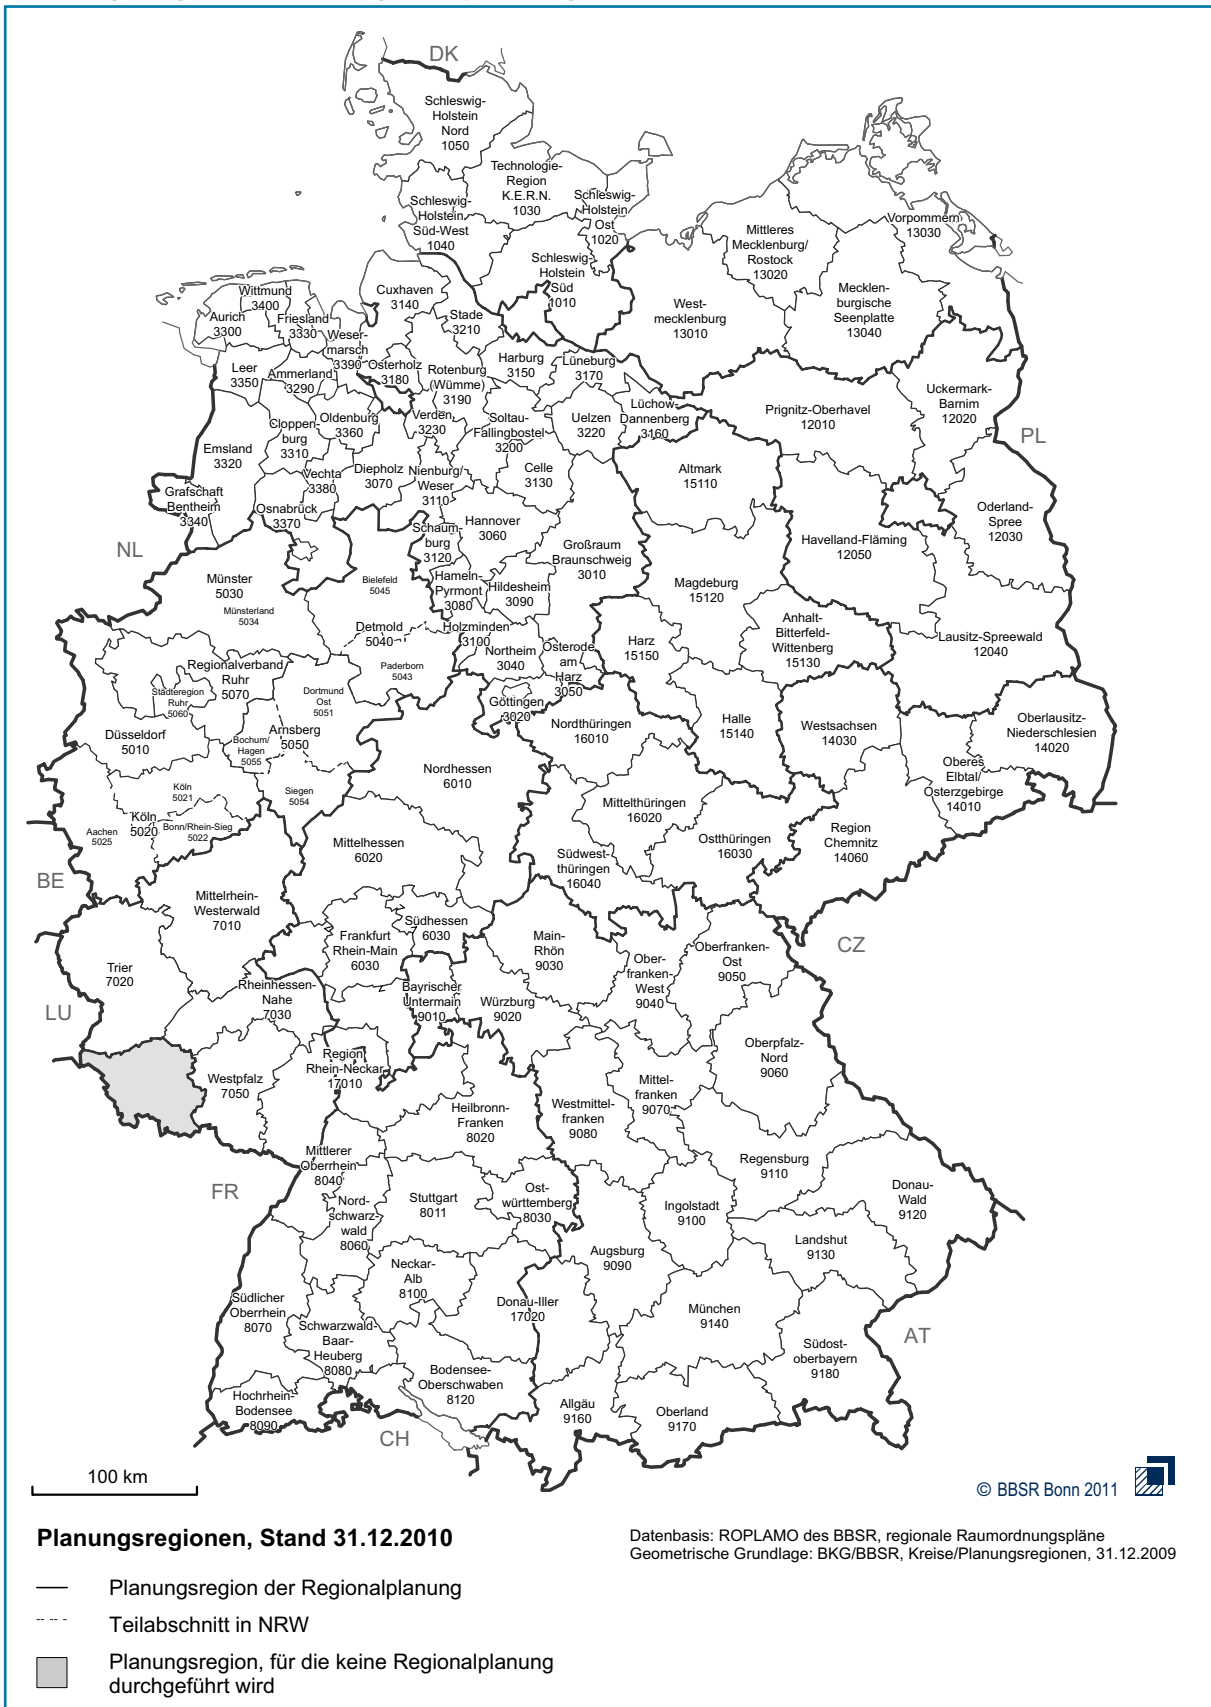 DK
Schleswig-
Holstein
Nord
1050
Technologie-
Region
K.E.R.N.
1030
Schleswig-
Holstein
Ost
1020
Schleswig-
Holstein
Süd-West
1040
Schleswig-
Holstein
Süd
1010
Vorpommern
13030
Mittleres
Mecklenburg/
Rostock
13020
Mecklen-
burgische
Seenplatte
13040
West-
mecklenburg
13010
Wittmund
3400
Aurich
3300
Friesland
3330
Weser-
marsch
3390
Cuxhaven
3140
Stade
3210
Leer
3350
Ammerland
3290
Osterholz
3180
Rotenburg
(Wümme)
3190
Harburg
3150
Lüneburg
3170
Lüchow-
Dannenberg
3160
Uckermark-
Barnim
12020
Prignitz-Oberhavel
12010
PL
Emsland
3320
Cloppen-
burg
3310
Oldenburg
3360
Verden
3230
Soltau-
Fallingbostel
3200
Uelzen
3220
Altmark
15110
Vechta
3380
Diepholz
3070
Nienburg/
Weser
3110
Celle
3130
Grafschaft
Bentheim
3340
Osnabrück
3370
Schaum-
burg
3120
Hannover
3060
Großraum
Braunschweig
3010
Oderland-
Spree
12030
Havelland-Fläming
12050
NL
Münster
5030
Münsterland
5034
Bielefeld
5045
Hameln-
Pyrmont
3080
Hildesheim
3090
Magdeburg
15120
Anhalt-
Bitterfeld-
Wittenberg
15130
Lausitz-Spreewald
12040
Detmold
5040
Holzminden
3100
Northeim
3040
Osterode
am
Harz
3050
Harz
15150
Regionalverband
Ruhr
5070
Paderborn
5043
Städteregion
Ruhr
5060
Dortmund
Ost
5051
Göttingen
3020
Nordthüringen
16010
Halle
15140
Westsachsen
14030
Oberlausitz-
Niederschlesien
14020
Düsseldorf
5010
Bochum/
Hagen
5055
Arnsberg
5050
Nordhessen
6010
Oberes
Elbtal/
Osterzgebirge
14010
Köln
5021
Siegen
5054
Mittelthüringen
16020
Köln
5020
Aachen
5025
Bonn/Rhein-Sieg
5022
Mittelhessen
6020
Südwest-
thüringen
16040
Ostthüringen
16030
Region
Chemnitz
14060
BE
Mittelrhein-
Westerwald
7010
Südhessen
6030
Frankfurt
Rhein-Main
6030
Main-
Rhön
9030
Ober-
franken-
West
9040
Oberfranken-
Ost
9050
CZ
Trier
7020
Rheinhessen-
Nahe
7030
Bayrischer
Untermain
9010
Würzburg
9020
LU
Oberpfalz-
Nord
9060
Region
Rhein-Neckar
17010
Westpfalz
7050
Mittel-
franken
9070
Westmittel-
franken
9080
Heilbronn-
Franken
8020
Mittlerer
Oberrhein
8040
Regensburg
9110
FR
Nord-
schwarz-
wald
8060
Stuttgart
8011
Ost-
württemberg
8030
Ingolstadt
9100
Donau-
Wald
9120
Landshut
9130
Augsburg
9090
Neckar-
Alb
8100
Donau-Iller
17020
München
9140
Südlicher
Oberrhein
8070
Schwarzwald-
Baar-
Heuberg
8080
AT
Südost-
oberbayern
9180
Bodensee-
Oberschwaben
8120
Hochrhein-
Bodensee
8090
Allgäu
9160
Oberland
9170
CH
100 km
© BBSR Bonn 2011
Planungsregionen, Stand 31.12.2010
Datenbasis: ROPLAMO des BBSR, regionale Raumordnungspläne
Geometrische Grundlage: BKG/BBSR, Kreise/Planungsregionen, 31.12.2009
Planungsregion der Regionalplanung
Teilabschnitt in NRW
Planungsregion, für die keine Regionalplanung
durchgeführt wird